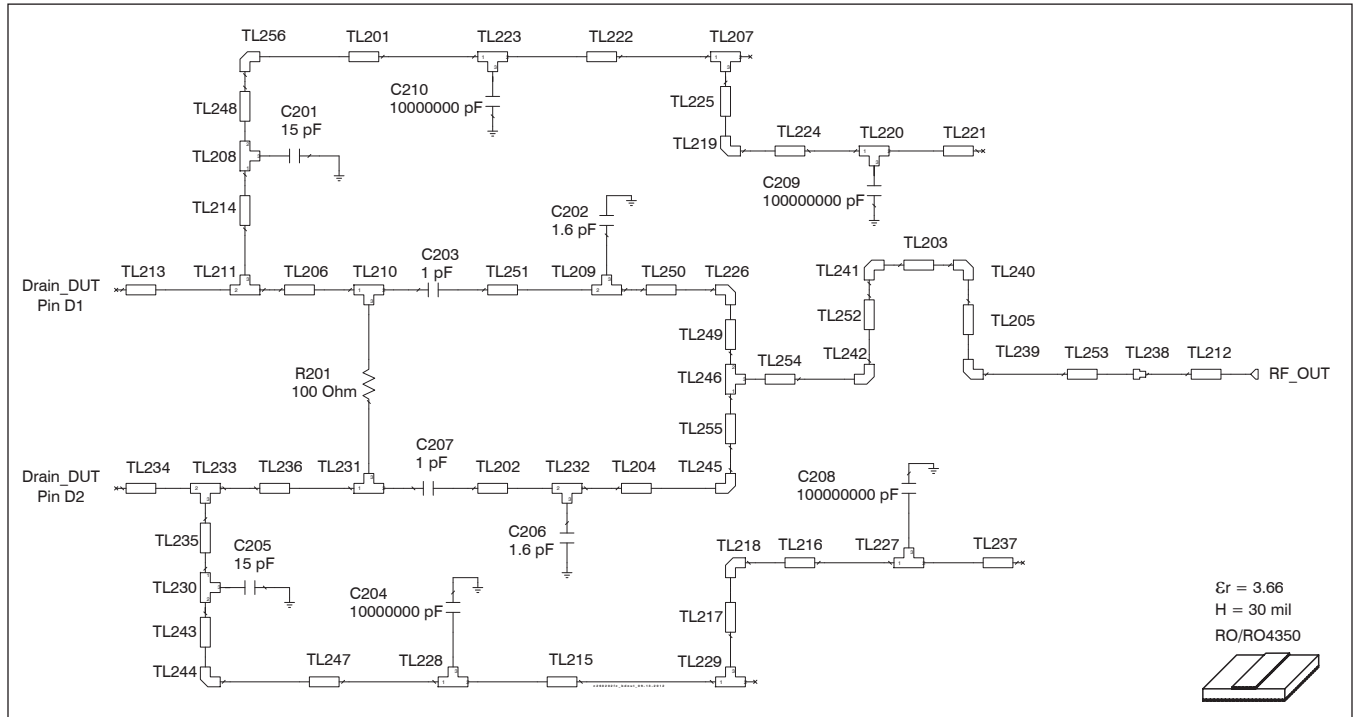 TL256
TL201
TL223
TL222
TL207
C210
10000000 pF
TL248
C201
15 pF
TL225
TL208
TL219
TL224
TL220
TL221
C209
100000000 pF
TL214
C202
1.6 pF
TL203
Drain_DUT
Pin D1
TL213
TL211
TL206
TL210
C203
1 pF
TL251
TL209
TL250
TL226
TL241
TL240
TL249
TL252
TL205
R201
100 Ohm
TL246
TL254
TL242
TL239
TL253
TL238
TL212
RF_OUT
TL255
Drain_DUT
Pin D2
TL234
TL233
TL236
TL231
C207
1 pF
TL202
TL232
TL204
TL245
C208
100000000 pF
TL235
C205
15 pF
C206
1.6 pF
TL218
TL216
TL227
TL237
TL230
C204
10000000 pF
TL243
TL217
TL244
TL247
TL228
TL215
TL229
Ɛr = 3.66
H = 30 mil
RO/RO4350